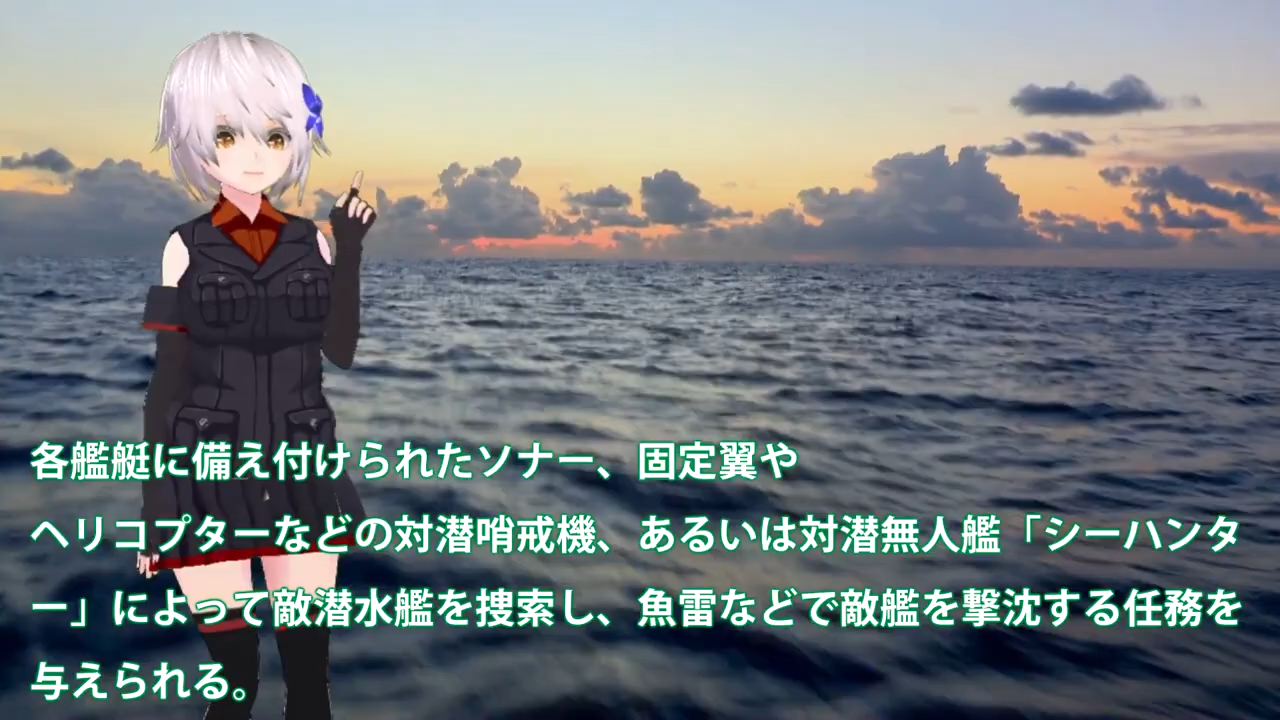 各艦艇に備え付けられたソナー、固定翼や
ヘリコプターなどの対潜哨戒機、あるいは対潜無人艦「シーハンタ
ー」によって敵潜水艦を捜索し、魚雷などで敵艦を撃沈する任務を
与えられる。